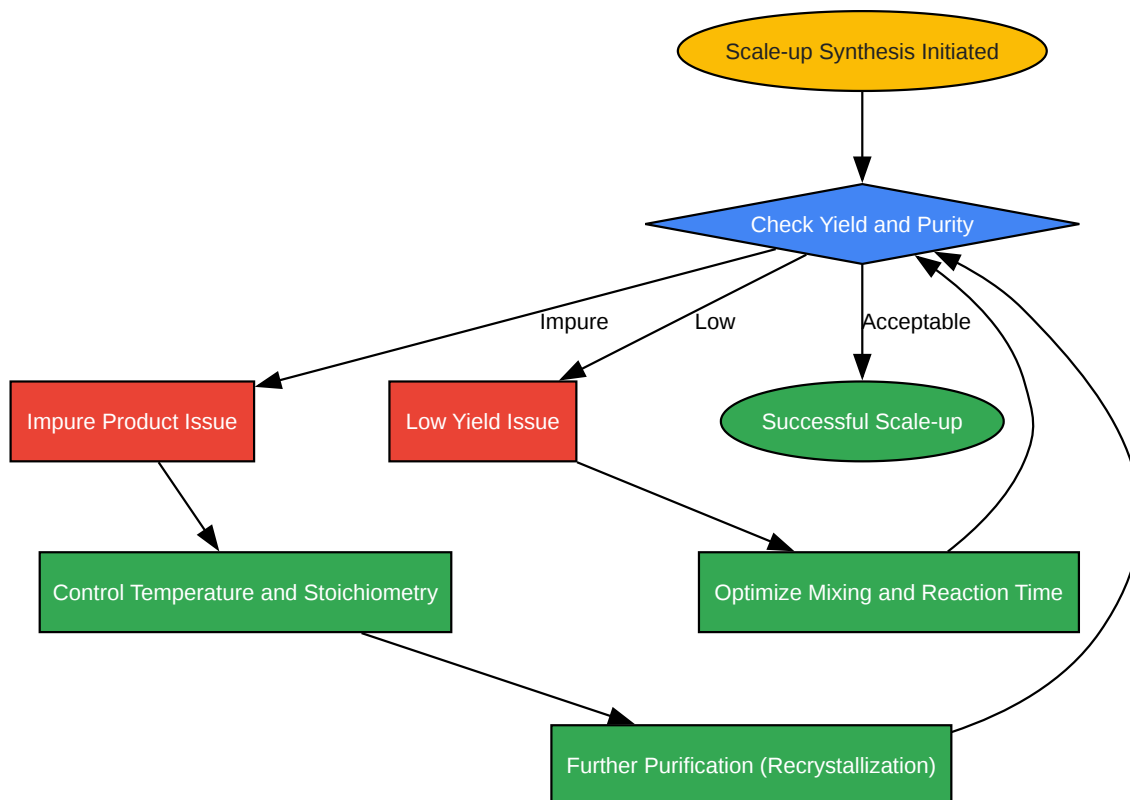 Scale-up Synthesis Initiated
Check Yield and Purity
Impure
Low
Acceptable
Impure Product Issue
Low Yield Issue
Successful Scale-up
Control Temperature and Stoichiometry
Optimize Mixing and Reaction Time
Further Purification (Recrystallization)